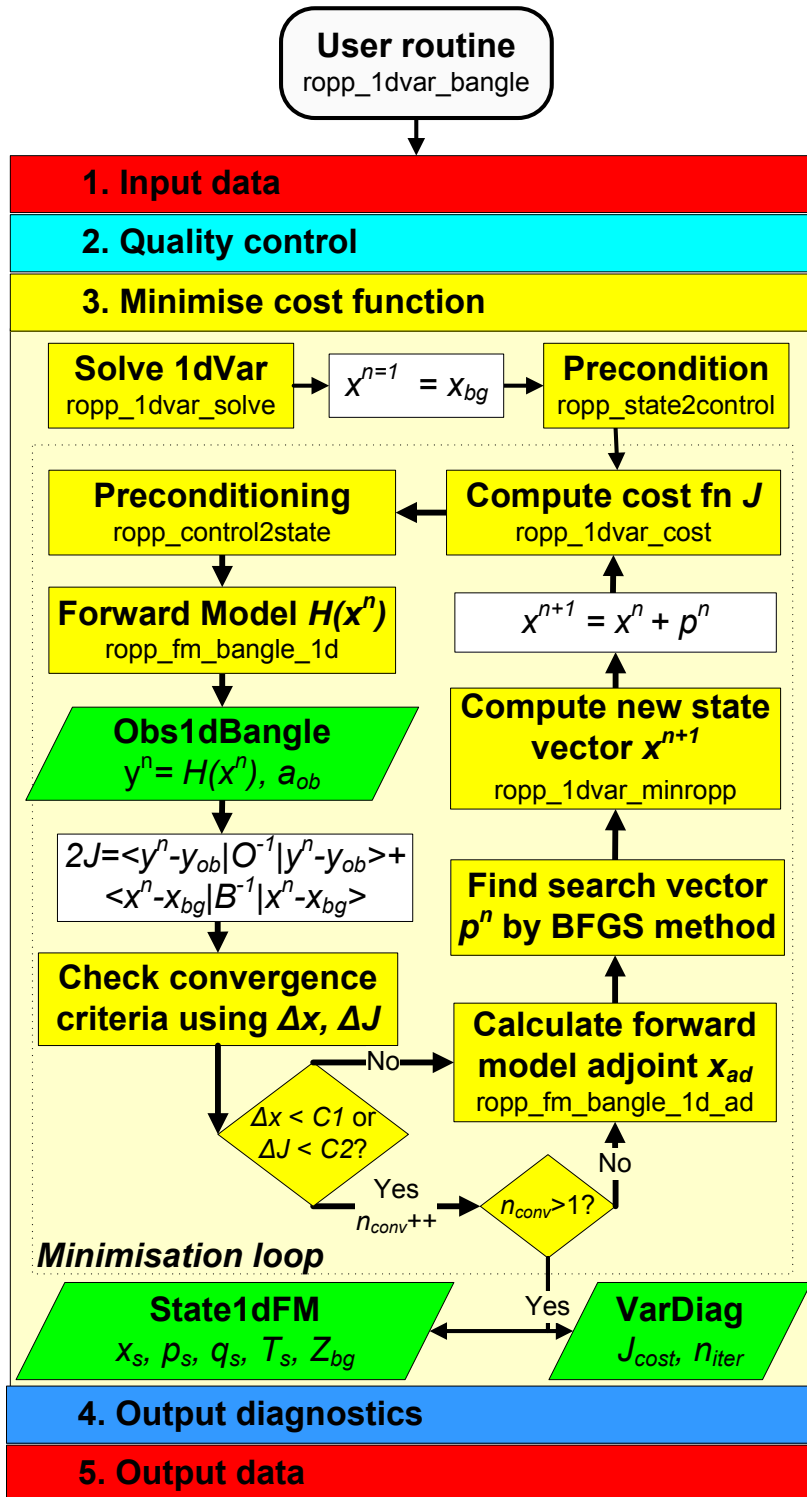 User routine
ropp_1dvar_bangle
1. Input data
2. Quality control
3. Minimise cost function
Solve 1dVar
ropp_1dvar_solve
x^{n=1} = x_{bg}
Precondition
ropp_state2control
Preconditioning
ropp_control2state
Compute cost fn J
ropp_1dvar_cost
Forward Model H(x^n)
ropp_fm_bangle_1d
x^{n+1} = x^n + p^n
Obs1dBangle
y^n= H(x^n), a_{ob}
Compute new state
vector x^{n+1}
ropp_1dvar_minropp
2J=<y^n-y_{ob}|O^{-1}|y^n-y_{ob}>+
<x^n-x_{bg}|B^{-1}|x^n-x_{bg}>
Find search vector
p^n by BFGS method
Check convergence
criteria using Δx, ΔJ
Calculate forward
model adjoint x_{ad}
ropp_fm_bangle_1d_ad
No
Δx < C1 or
ΔJ < C2?
Yes
n_{conv}++
n_{conv}>1?
No
Minimisation loop
Yes
State1dFM
x_s, p_s, q_s, T_s, Z_{bg}
VarDiag
J_{cost}, n_{iter}
4. Output diagnostics
5. Output data